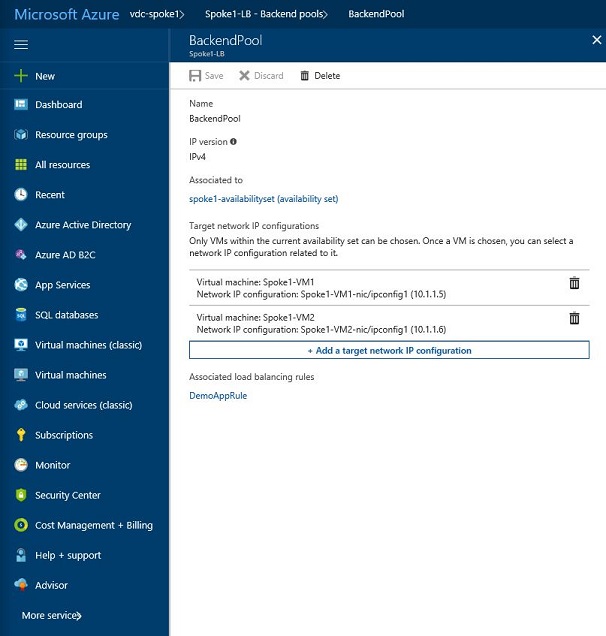 Microsoft Azure vdc-spoke1> Spoke1-LB - Backend pools> BackendPool
BackendPool
Spoke1-LB
Save Discard Delete
New
Dashboard
Resource groups
All resources
Recent
Azure Active Directory
Azure AD B2C
App Services
SQL databases
Virtual machines (classic)
Virtual machines
Cloud services (classic)
Subscriptions
Monitor
Security Center
Cost Management + Billing
Help + support
Advisor
More services>
Name
BackendPool
IP version
IPv4
Associated to
spoke1-availabilityset (availability set)
Target network IP configurations
Only VMs within the current availability set can be chosen. Once a VM is chosen, you can select a
network IP configuration related to it.
Virtual machine: Spoke1-VM1
Network IP configuration: Spoke1-VM1-nic/ipconfig1 (10.1.1.5)
Virtual machine: Spoke1-VM2
Network IP configuration: Spoke1-VM2-nic/ipconfig1 (10.1.1.6)
+ Add a target network IP configuration
Associated load balancing rules
DemoAppRule